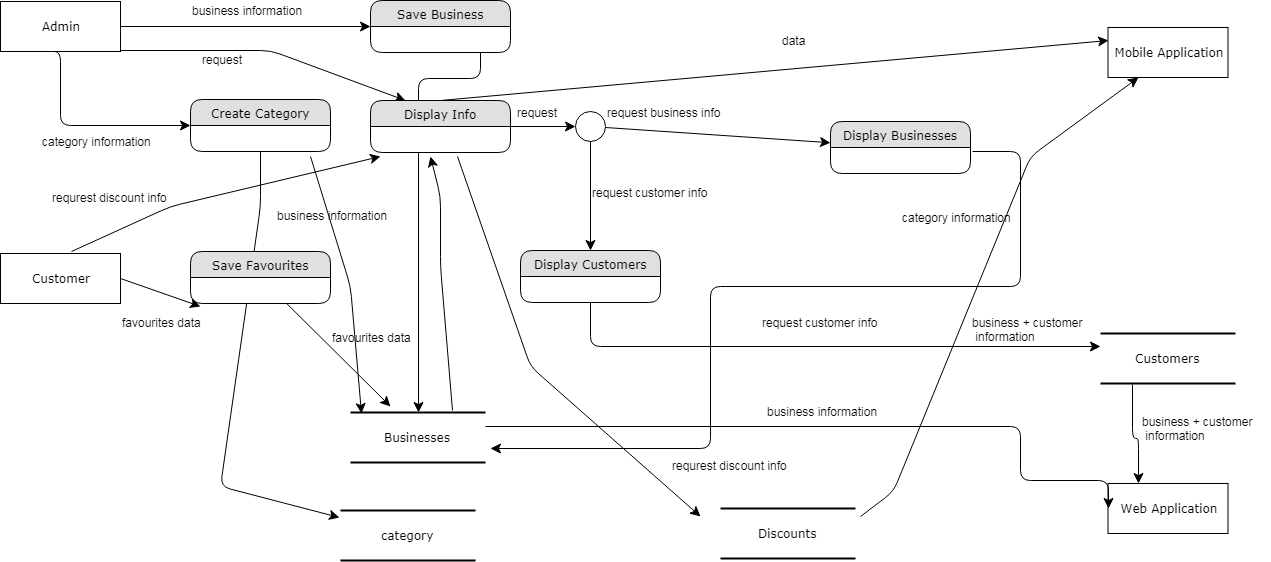 business information
Save Business
Admin
data
Mobile Application
request
Create Category
Display Info
request
request business info
Display Businesses
category information
requrest discount info
request customer info
business information
category information
Save Favourites
Display Customers
Customer
favourites data
favourites data
request customer info
business + customer
information
Customers
business information
business + customer
information
Businesses
requrest discount info
Web Application
category
Discounts